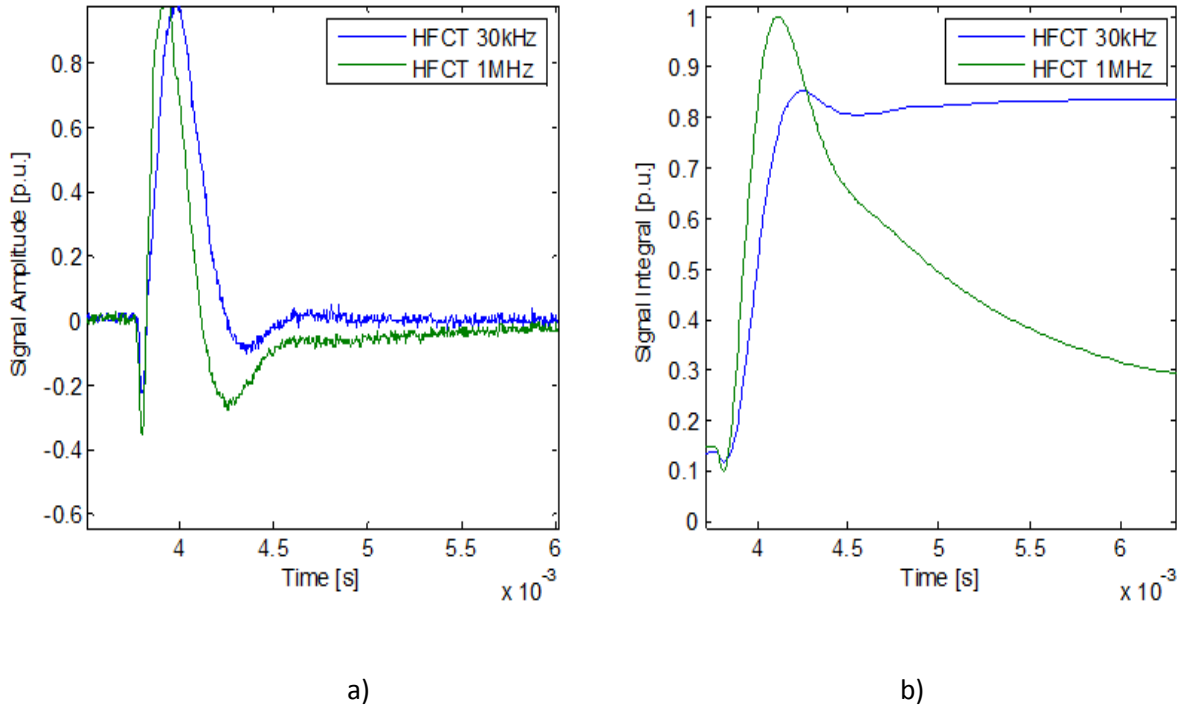 HFCT 30kHz
HFCT 1MHz
Signal Amplitude [p.u.]
0.8
0.6
0.4
0.2
0
-0.2
-0.4
-0.6
4
4.5
5
5.5
6
Time [s]
x 10-3
a)
HFCT 30kHz
HFCT 1MHz
Signal Integral [p.u.]
1
0.9
0.8
0.7
0.6
0.5
0.4
0.3
0.2
0.1
0
4
4.5
5
5.5
6
Time [s]
x 10-3
b)